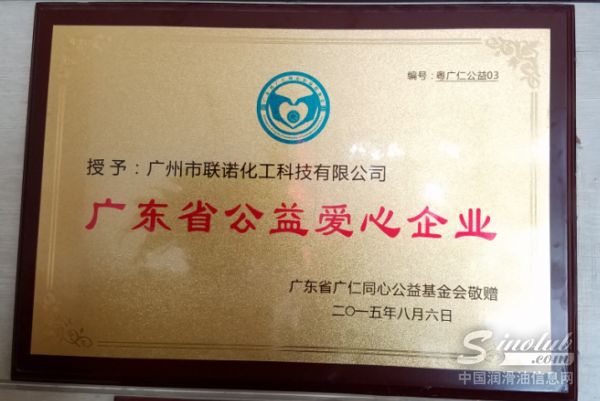 编号:粤广仁公益03
授予:广州市联诺化工科技有限公司
广东省公益爱心企业
广东省广仁同心公益基金会敬赠
二〇一五年八月六日
Sinolub.com
中国润滑油信息网